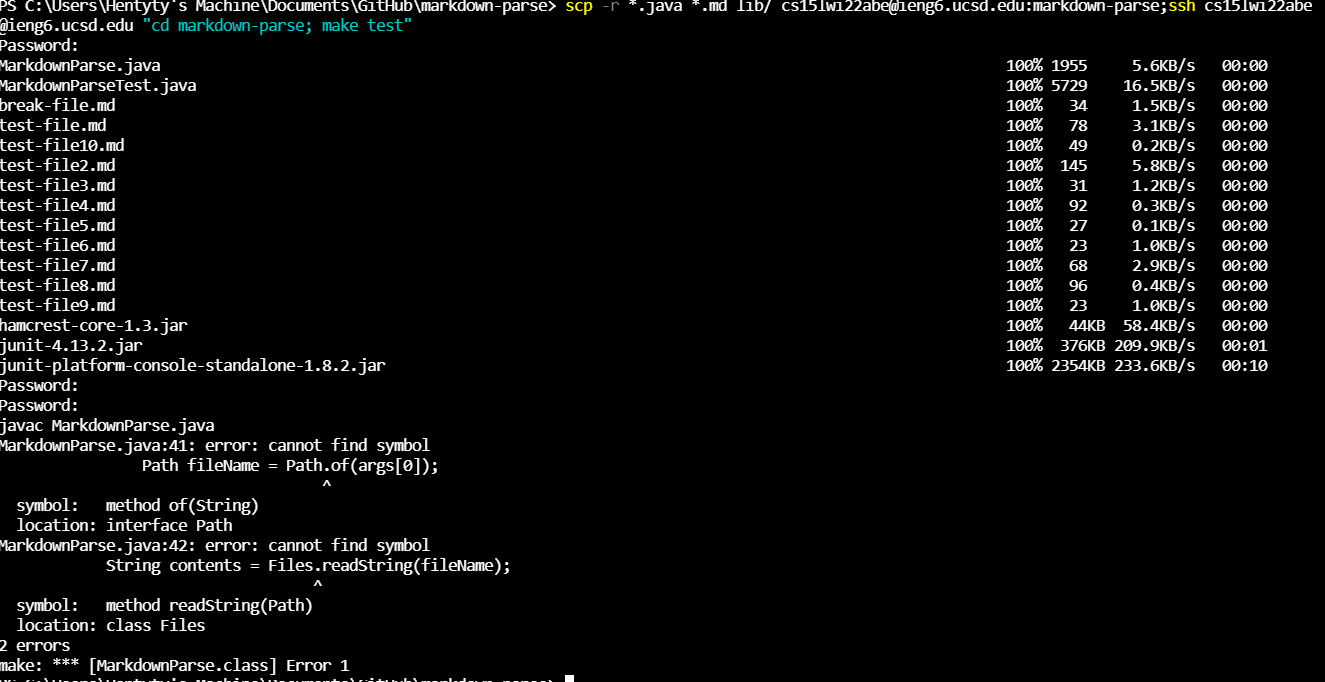 PS C:\Users\Hentyty's Machine\Documents\GitHub\markdown-parse> scp -r *.java *.md lib/ cs15lwi22abe@ieng6.ucsd.edu:markdown-parse;ssh cs15lwi22abe
@ieng6.ucsd.edu "cd markdown-parse; make test"
Password:
MarkdownParse.java 100% 1955 5.6KB/s 00:00
MarkdownParseTest.java 100% 5729 16.5KB/s 00:00
break-file.md 100% 34 1.5KB/s 00:00
test-file.md 100% 78 3.1KB/s 00:00
test-file10.md 100% 49 0.2KB/s 00:00
test-file2.md 100% 145 5.8KB/s 00:00
test-file3.md 100% 31 1.2KB/s 00:00
test-file4.md 100% 92 0.3KB/s 00:00
test-file5.md 100% 27 0.1KB/s 00:00
test-file6.md 100% 23 1.0KB/s 00:00
test-file7.md 100% 68 2.9KB/s 00:00
test-file8.md 100% 96 0.4KB/s 00:00
test-file9.md 100% 23 1.0KB/s 00:00
hamcrest-core-1.3.jar 100% 44KB 58.4KB/s 00:00
junit-4.13.2.jar 100% 376KB 209.9KB/s 00:01
junit-platform-console-standalone-1.8.2.jar 100% 2354KB 233.6KB/s 00:10
Password:
Password:
javac MarkdownParse.java
MarkdownParse.java:41: error: cannot find symbol
Path fileName = Path.of(args[0]);
^
symbol: method of(String)
location: interface Path
MarkdownParse.java:42: error: cannot find symbol
String contents = Files.readString(fileName);
^
symbol: method readString(Path)
location: class Files
2 errors
make: *** [MarkdownParse.class] Error 1
PS C:\Users\Hentyty's Machine\Documents\GitHub\markdown-parse>